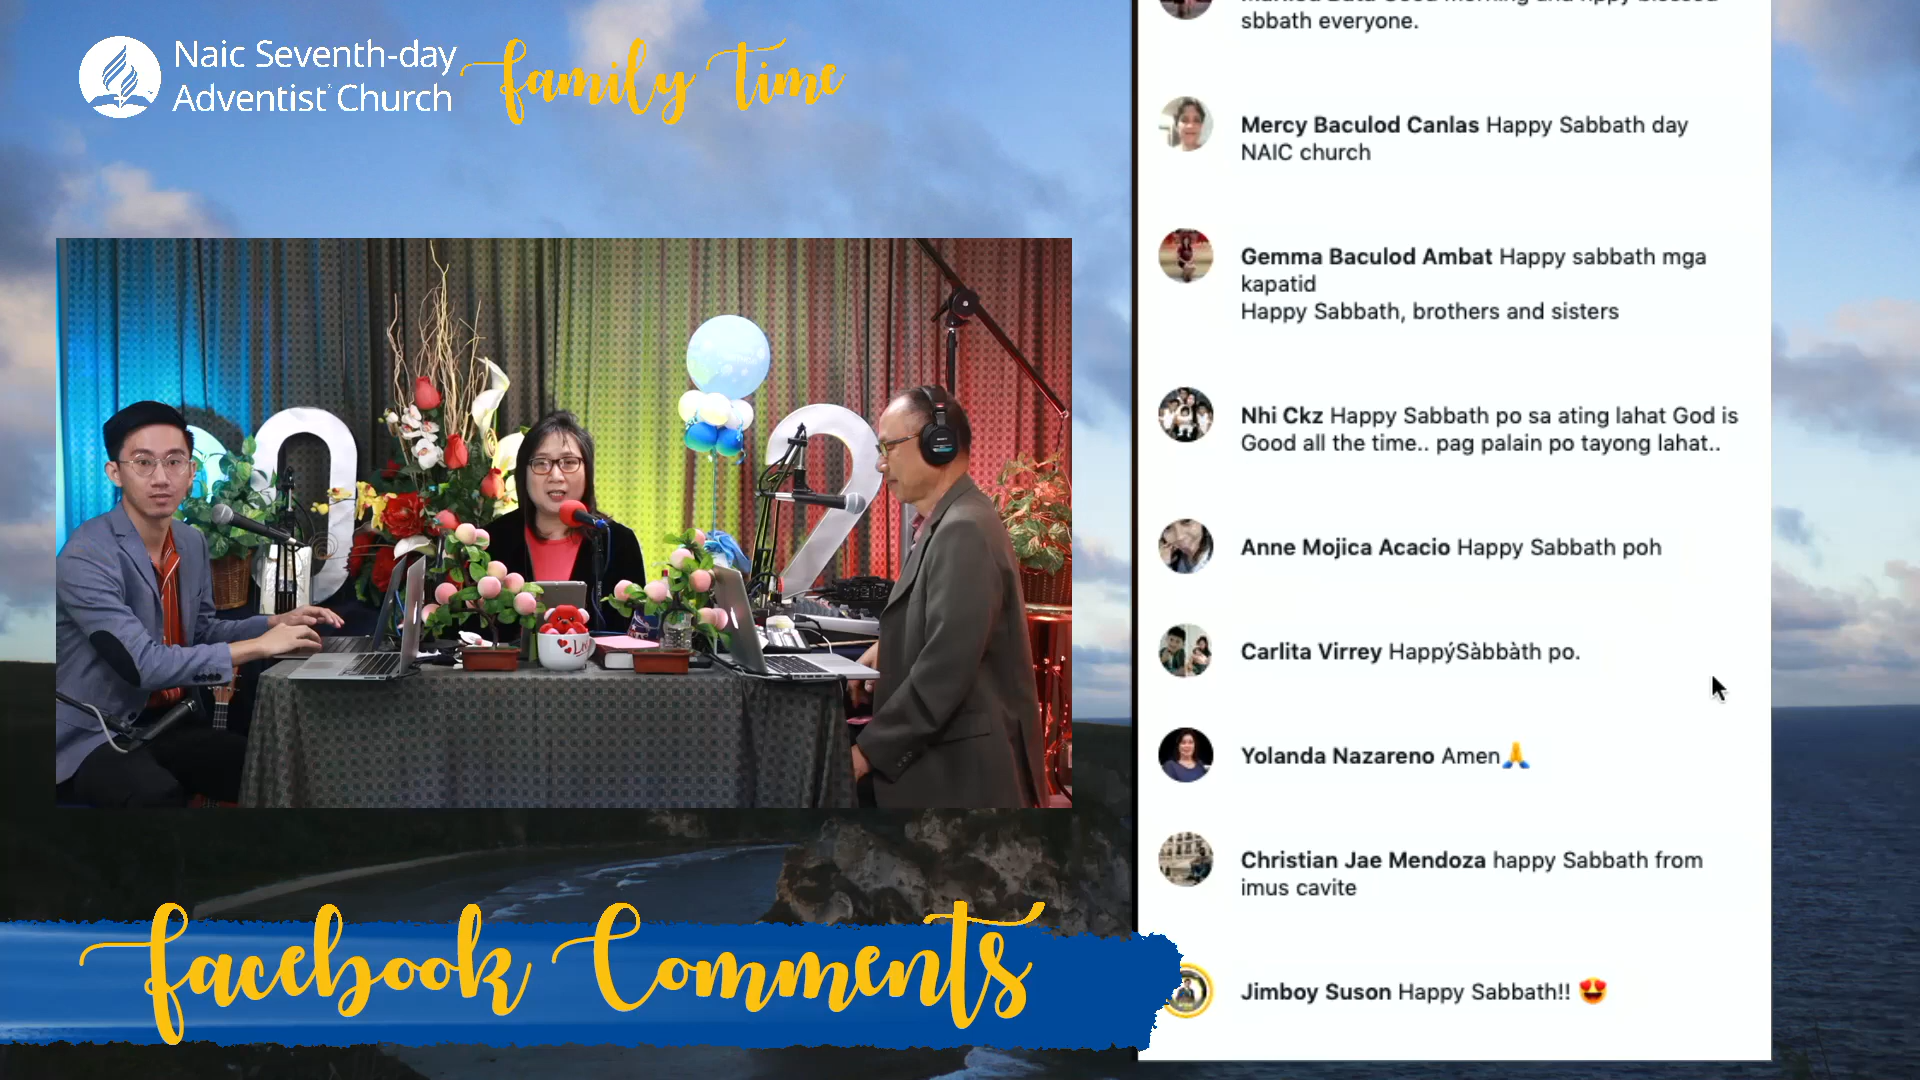 Naic Seventh-day
Adventist Church
family time
sbbath everyone.
Mercy Baculod Canlas Happy Sabbath day
NAIC church
Gemma Baculod Ambat Happy sabbath mga
kapatid
Happy Sabbath, brothers and sisters
Nhi Ckz Happy Sabbath po sa ating lahat God is
Good all the time.. pag palain po tayong lahat..
Anne Mojica Acacio Happy Sabbath poh
Carlita Virrey HappýSàbbàth po.
Yolanda Nazareno Amen🙏
Christian Jae Mendoza happy Sabbath from
imus cavite
Jimboy Suson Happy Sabbath!! 😍
facebook Comments